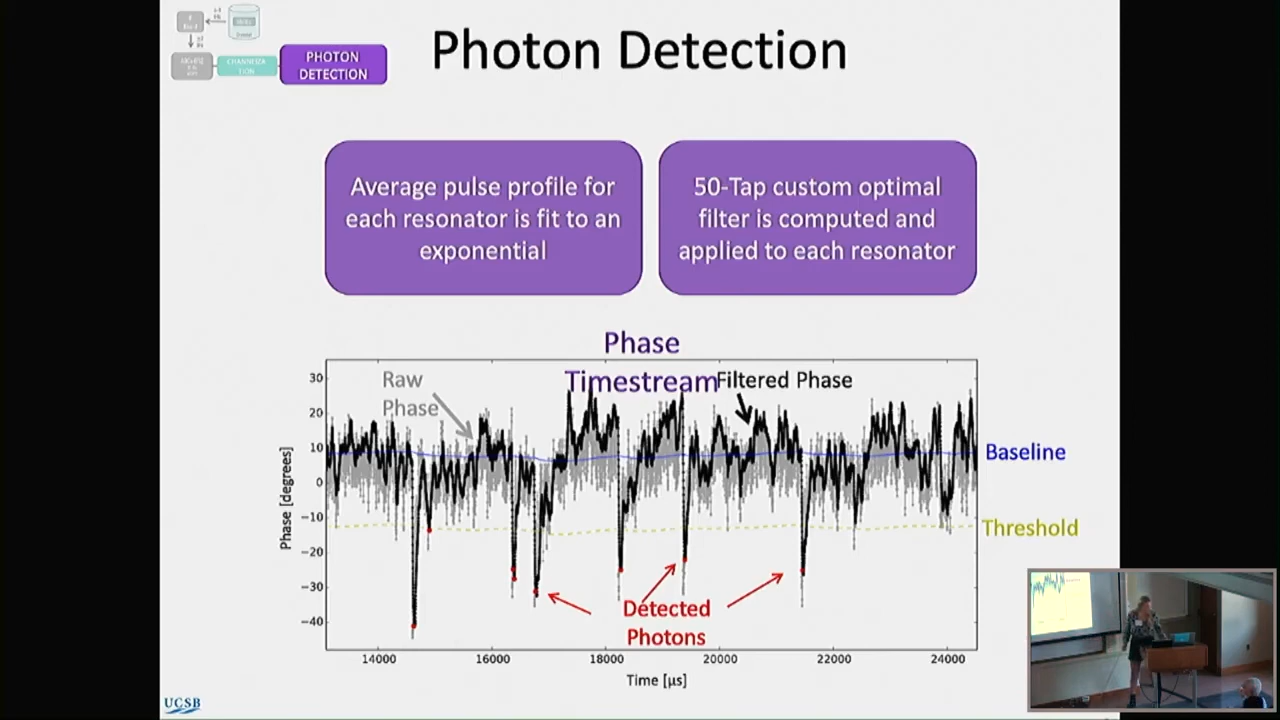 Photon Detection
CHANNELIZA
TION
PHOTON
DETECTION
Average pulse profile for
each resonator is fit to an
exponential
50-Tap custom optimal
filter is computed and
applied to each resonator
Phase
Timestream
Raw
Phase
Filtered Phase
Baseline
Threshold
Detected
Photons
Phase [degrees]
30
20
10
0
−10
−20
−30
−40
14000
16000
18000
20000
22000
24000
Time [µs]
UCSB